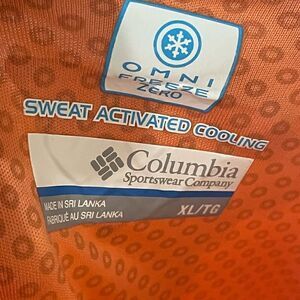 OMNI
FREEZE
ZERO
SWEAT ACTIVATED COOLING
Columbia
Sportswear Company
MADE IN SRI LANKA
FABRIQUÉ AU SRI LANKA
XL/TG